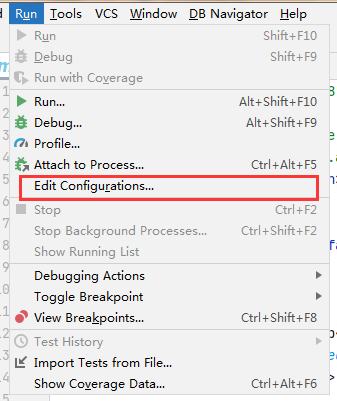 Run Tools VCS Window DB Navigator Help
Run Shift+F10
Debug Shift+F9
Run with Coverage
Run... Alt+Shift+F10
Debug... Alt+Shift+F9
Profile...
Attach to Process... Ctrl+Alt+F5
Edit Configurations...
Stop Ctrl+F2
Stop Background Processes... Ctrl+Shift+F2
Show Running List
Debugging Actions
Toggle Breakpoint
View Breakpoints... Ctrl+Shift+F8
Test History
Import Tests from File...
Show Coverage Data... Ctrl+Alt+F6